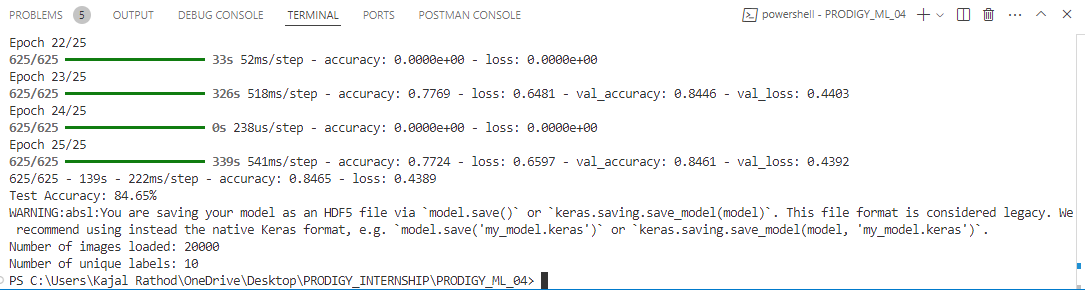 PROBLEMS 5 OUTPUT DEBUG CONSOLE TERMINAL PORTS POSTMAN CONSOLE powershell - PRODIGY_ML_04
Epoch 22/25
625/625 33s 52ms/step - accuracy: 0.0000e+00 - loss: 0.0000e+00
Epoch 23/25
625/625 326s 518ms/step - accuracy: 0.7769 - loss: 0.6481 - val_accuracy: 0.8446 - val_loss: 0.4403
Epoch 24/25
625/625 0s 238us/step - accuracy: 0.0000e+00 - loss: 0.0000e+00
Epoch 25/25
625/625 339s 541ms/step - accuracy: 0.7724 - loss: 0.6597 - val_accuracy: 0.8461 - val_loss: 0.4392
625/625 - 139s - 222ms/step - accuracy: 0.8465 - loss: 0.4389
Test Accuracy: 84.65%
WARNING:absl:You are saving your model as an HDF5 file via `model.save()` or `keras.saving.save_model(model)`. This file format is considered legacy. We
recommend using instead the native Keras format, e.g. `model.save('my_model.keras')` or `keras.saving.save_model(model, 'my_model.keras')`.
Number of images loaded: 20000
Number of unique labels: 10
PS C:\Users\Kajal Rathod\OneDrive\Desktop\PRODIGY_INTERNSHIP\PRODIGY_ML_04>